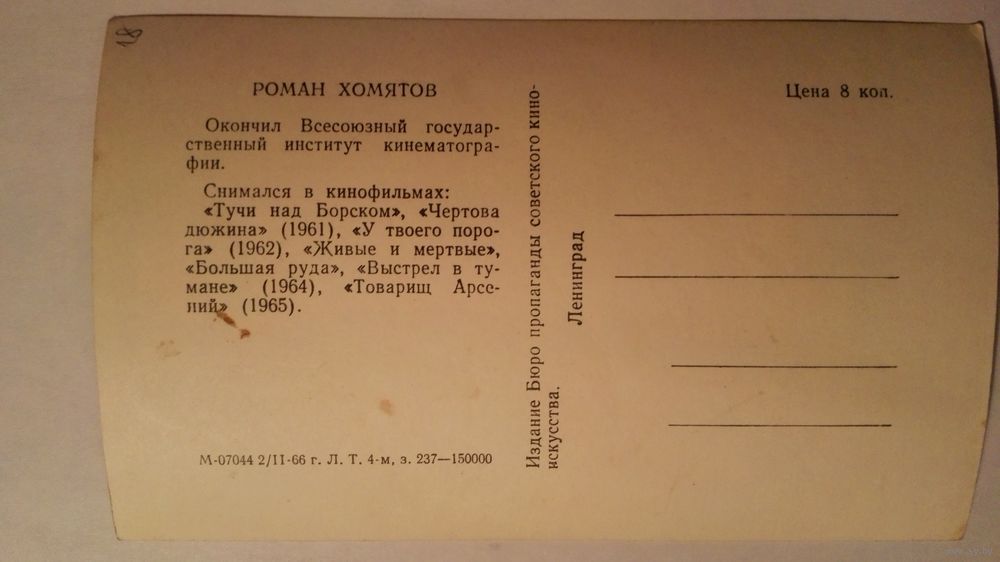 18
РОМАН ХОМЯТОВ
Окончил Всесоюзный государ-
ственный институт кинематогра-
фии.
Снимался в кинофильмах:
«Тучи над Борском», «Чертова
дюжина» (1961), «У твоего поро-
га» (1962), «Живые и мертвые»,
«Большая руда», «Выстрел в ту-
мане» (1964), «Товарищ Арсе-
ний» (1965).
М-07044 2/II-66 г. Л. Т. 4-м, з. 237—150000
Издание Бюро пропаганды советского кино-
искусства.
Ленинград
Цена 8 коп.